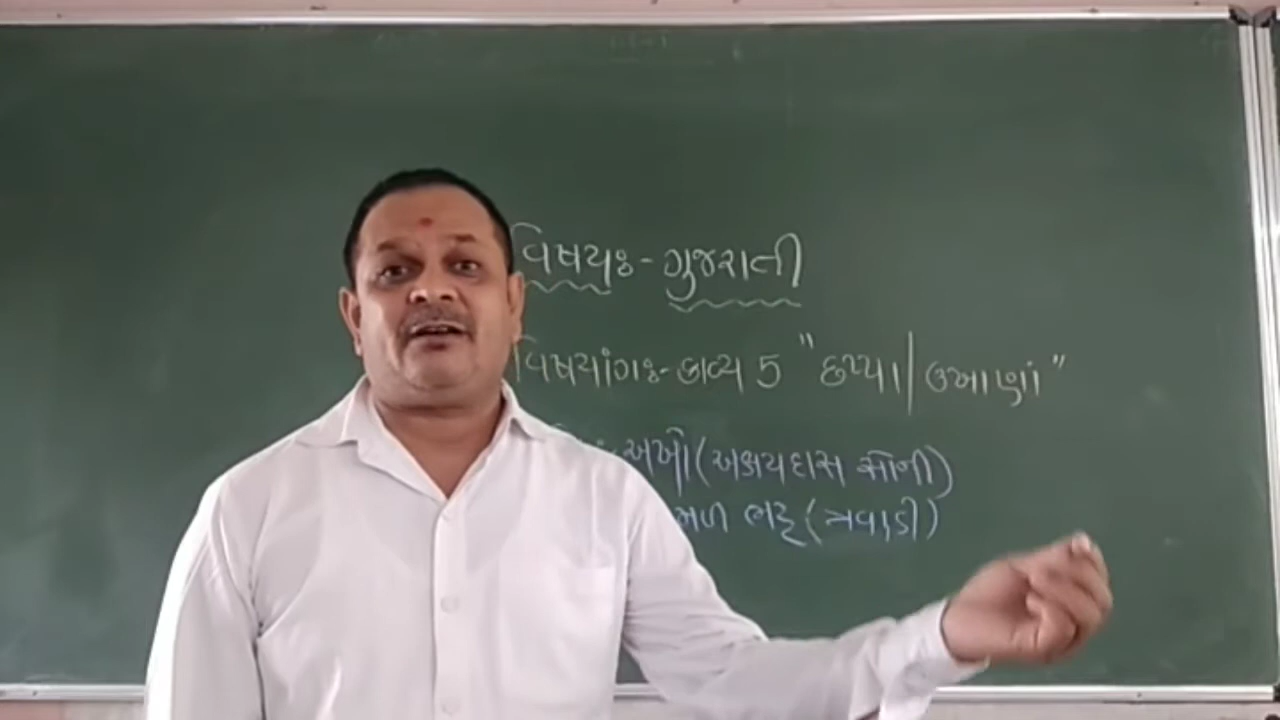 વિષયઃ- ગુજરાતી
વિષયાંગઃ- કાવ્ય 5 "છપ્પા/ઉખાણાં"
અખો (અક્ષયદાસ સોની)
ભટ્ટ (ત્રવાડી)